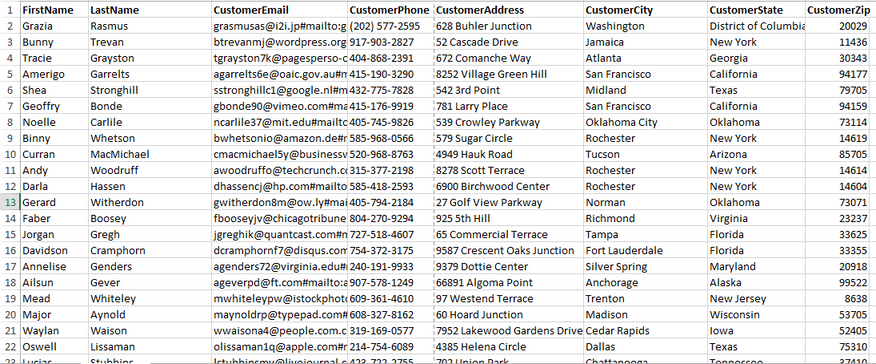 1 FirstName LastName CustomerEmail CustomerPhone CustomerAddress CustomerCity CustomerState CustomerZip
2 Grazia Rasmus grasmusas@i2i.jp#mailto:g (202) 577-2595 628 Buhler Junction Washington District of Columbia 20029
3 Bunny Trevan btrevanmj@wordpress.org 917-903-2827 52 Cascade Drive Jamaica New York 11436
4 Tracie Grayston tgrayston7k@pagesperso-o 404-868-2391 672 Comanche Way Atlanta Georgia 30343
5 Amerigo Garrelts agarrelts6e@oaic.gov.au#m 415-190-3290 8252 Village Green Hill San Francisco California 94177
6 Shea Stronghill sstronghillc1@google.nl#m 432-775-7828 542 3rd Point Midland Texas 79705
7 Geoffry Bonde gbonde90@vimeo.com#ma 415-176-9919 781 Larry Place San Francisco California 94159
8 Noelle Carlile ncarlile37@mit.edu#mailto 405-745-9826 539 Crowley Parkway Oklahoma City Oklahoma 73114
9 Binny Whetson bwhetsonio@amazon.de#r 585-968-0566 579 Sugar Circle Rochester New York 14619
10 Curran MacMichael cmacmichael5y@business 520-968-8763 4949 Hauk Road Tucson Arizona 85705
11 Andy Woodruff awoodruffo@techcrunch.c 315-377-2198 8278 Scott Terrace Rochester New York 14614
12 Darla Hassen dhassencj@hp.com#mailto 585-418-2593 6900 Birchwood Center Rochester New York 14604
13 Gerard Witherdon gwitherdon8m@ow.ly#mai 405-794-2184 27 Golf View Parkway Norman Oklahoma 73071
14 Faber Boosey fbooseyjv@chicagotribune 804-270-9294 925 5th Hill Richmond Virginia 23237
15 Jorgan Gregh jgreghik@quantcast.com#n 727-518-4607 65 Commercial Terrace Tampa Florida 33625
16 Davidson Cramphorn dcramphornf7@disqus.com 754-372-3175 9587 Crescent Oaks Junction Fort Lauderdale Florida 33355
17 Annelise Genders agenders72@virginia.edu# 240-191-9933 9379 Dottie Center Silver Spring Maryland 20918
18 Ailsun Gever ageverpd@ft.com#mailto:a 907-578-1249 66891 Algoma Point Anchorage Alaska 99522
19 Mead Whiteley mwhiteleypw@istockphoto 609-361-4610 97 Westend Terrace Trenton New Jersey 8638
20 Major Aynold maynoldrp@typepad.com# 608-327-8162 60 Hoard Junction Madison Wisconsin 53705
21 Waylan Waison wwaisona4@people.com.c 319-169-0577 7952 Lakewood Gardens Drive Cedar Rapids Iowa 52405
22 Oswell Lissaman olissaman1q@apple.com#r 214-754-6089 4385 Helena Circle Dallas Texas 75310
23 Lucias Stubbins lstubbinsmy@livejournal.c 423-722-2755 702 Union Park Chattanooga Tennessee 37410